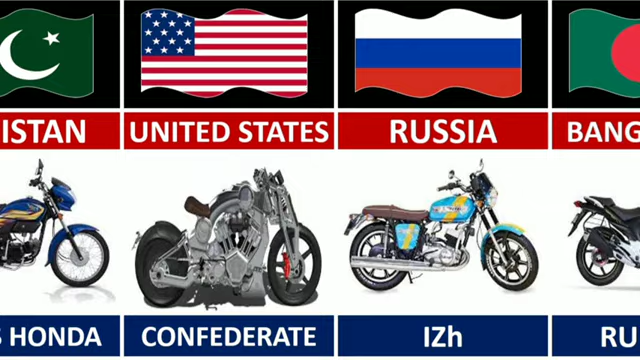 ISTAN
UNITED STATES
RUSSIA
BANG
HONDA
CONFEDERATE
IZh
RU